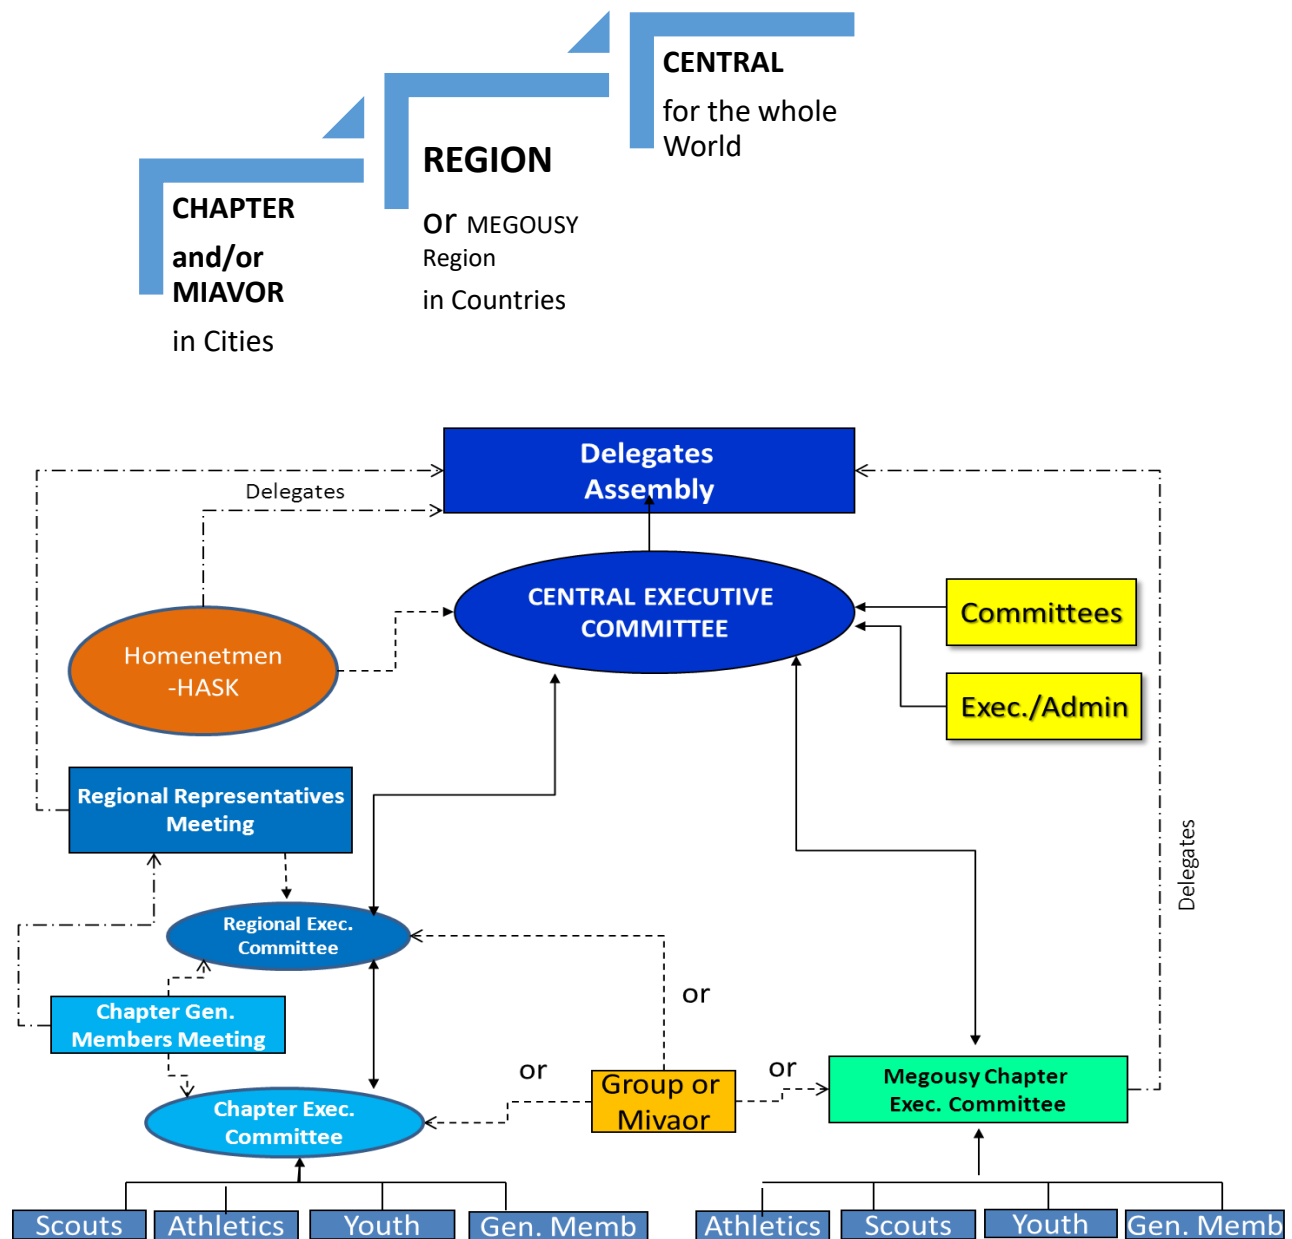 CENTRAL
for the whole
World
REGION
or MEGOUSY
Region
in Countries
CHAPTER
and/or
MIAVOR
in Cities
Delegates
Assembly
Delegates
CENTRAL EXECUTIVE
COMMITTEE
Committees
Homenetmen
-HASK
Exec./Admin
Regional Representatives
Meeting
Delegates
Regional Exec.
Committee
or
Chapter Gen.
Members Meeting
or
Group or
Mivaor
or
Megousy Chapter
Exec. Committee
Chapter Exec.
Committee
Scouts
Athletics
Youth
Gen. Memb
Athletics
Scouts
Youth
Gen. Memb